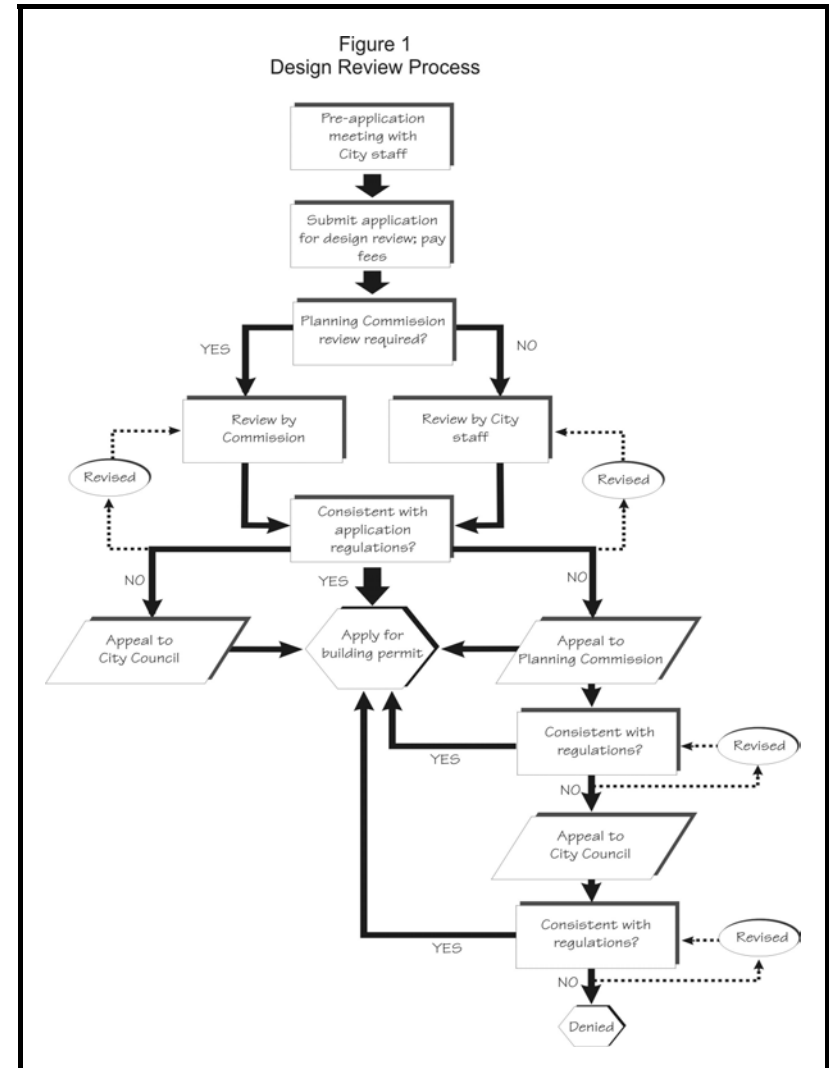 Figure 1
Design Review Process
Pre-application
meeting with
City staff
Submit application
for design review; pay
fees
Planning Commission
review required?
YES
NO
Review by
Commission
Review by City
staff
Revised
Revised
Consistent with
application
regulations?
NO
YES
NO
Appeal to
City Council
Apply for
building permit
Appeal to
Planning Commission
Consistent with
regulations?
Revised
YES
NO
Appeal to
City Council
Consistent with
regulations?
Revised
YES
NO
Denied